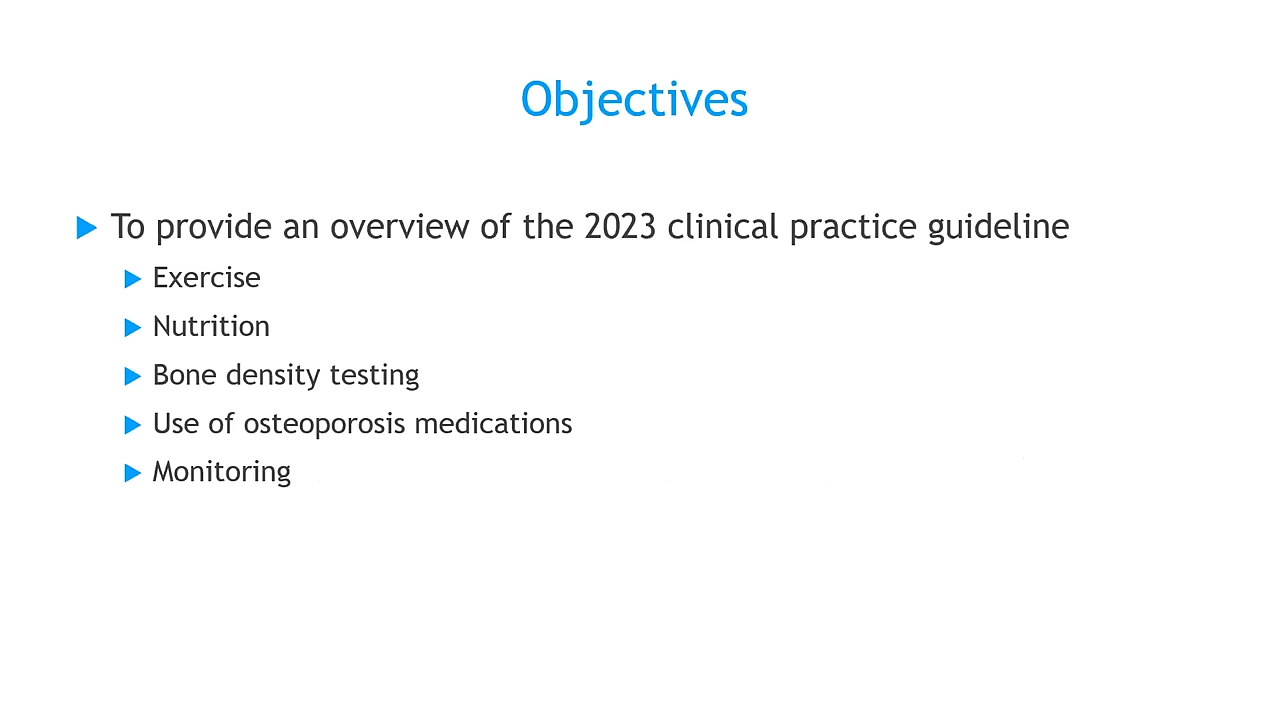 Objectives
To provide an overview of the 2023 clinical practice guideline
Exercise
Nutrition
Bone density testing
Use of osteoporosis medications
Monitoring